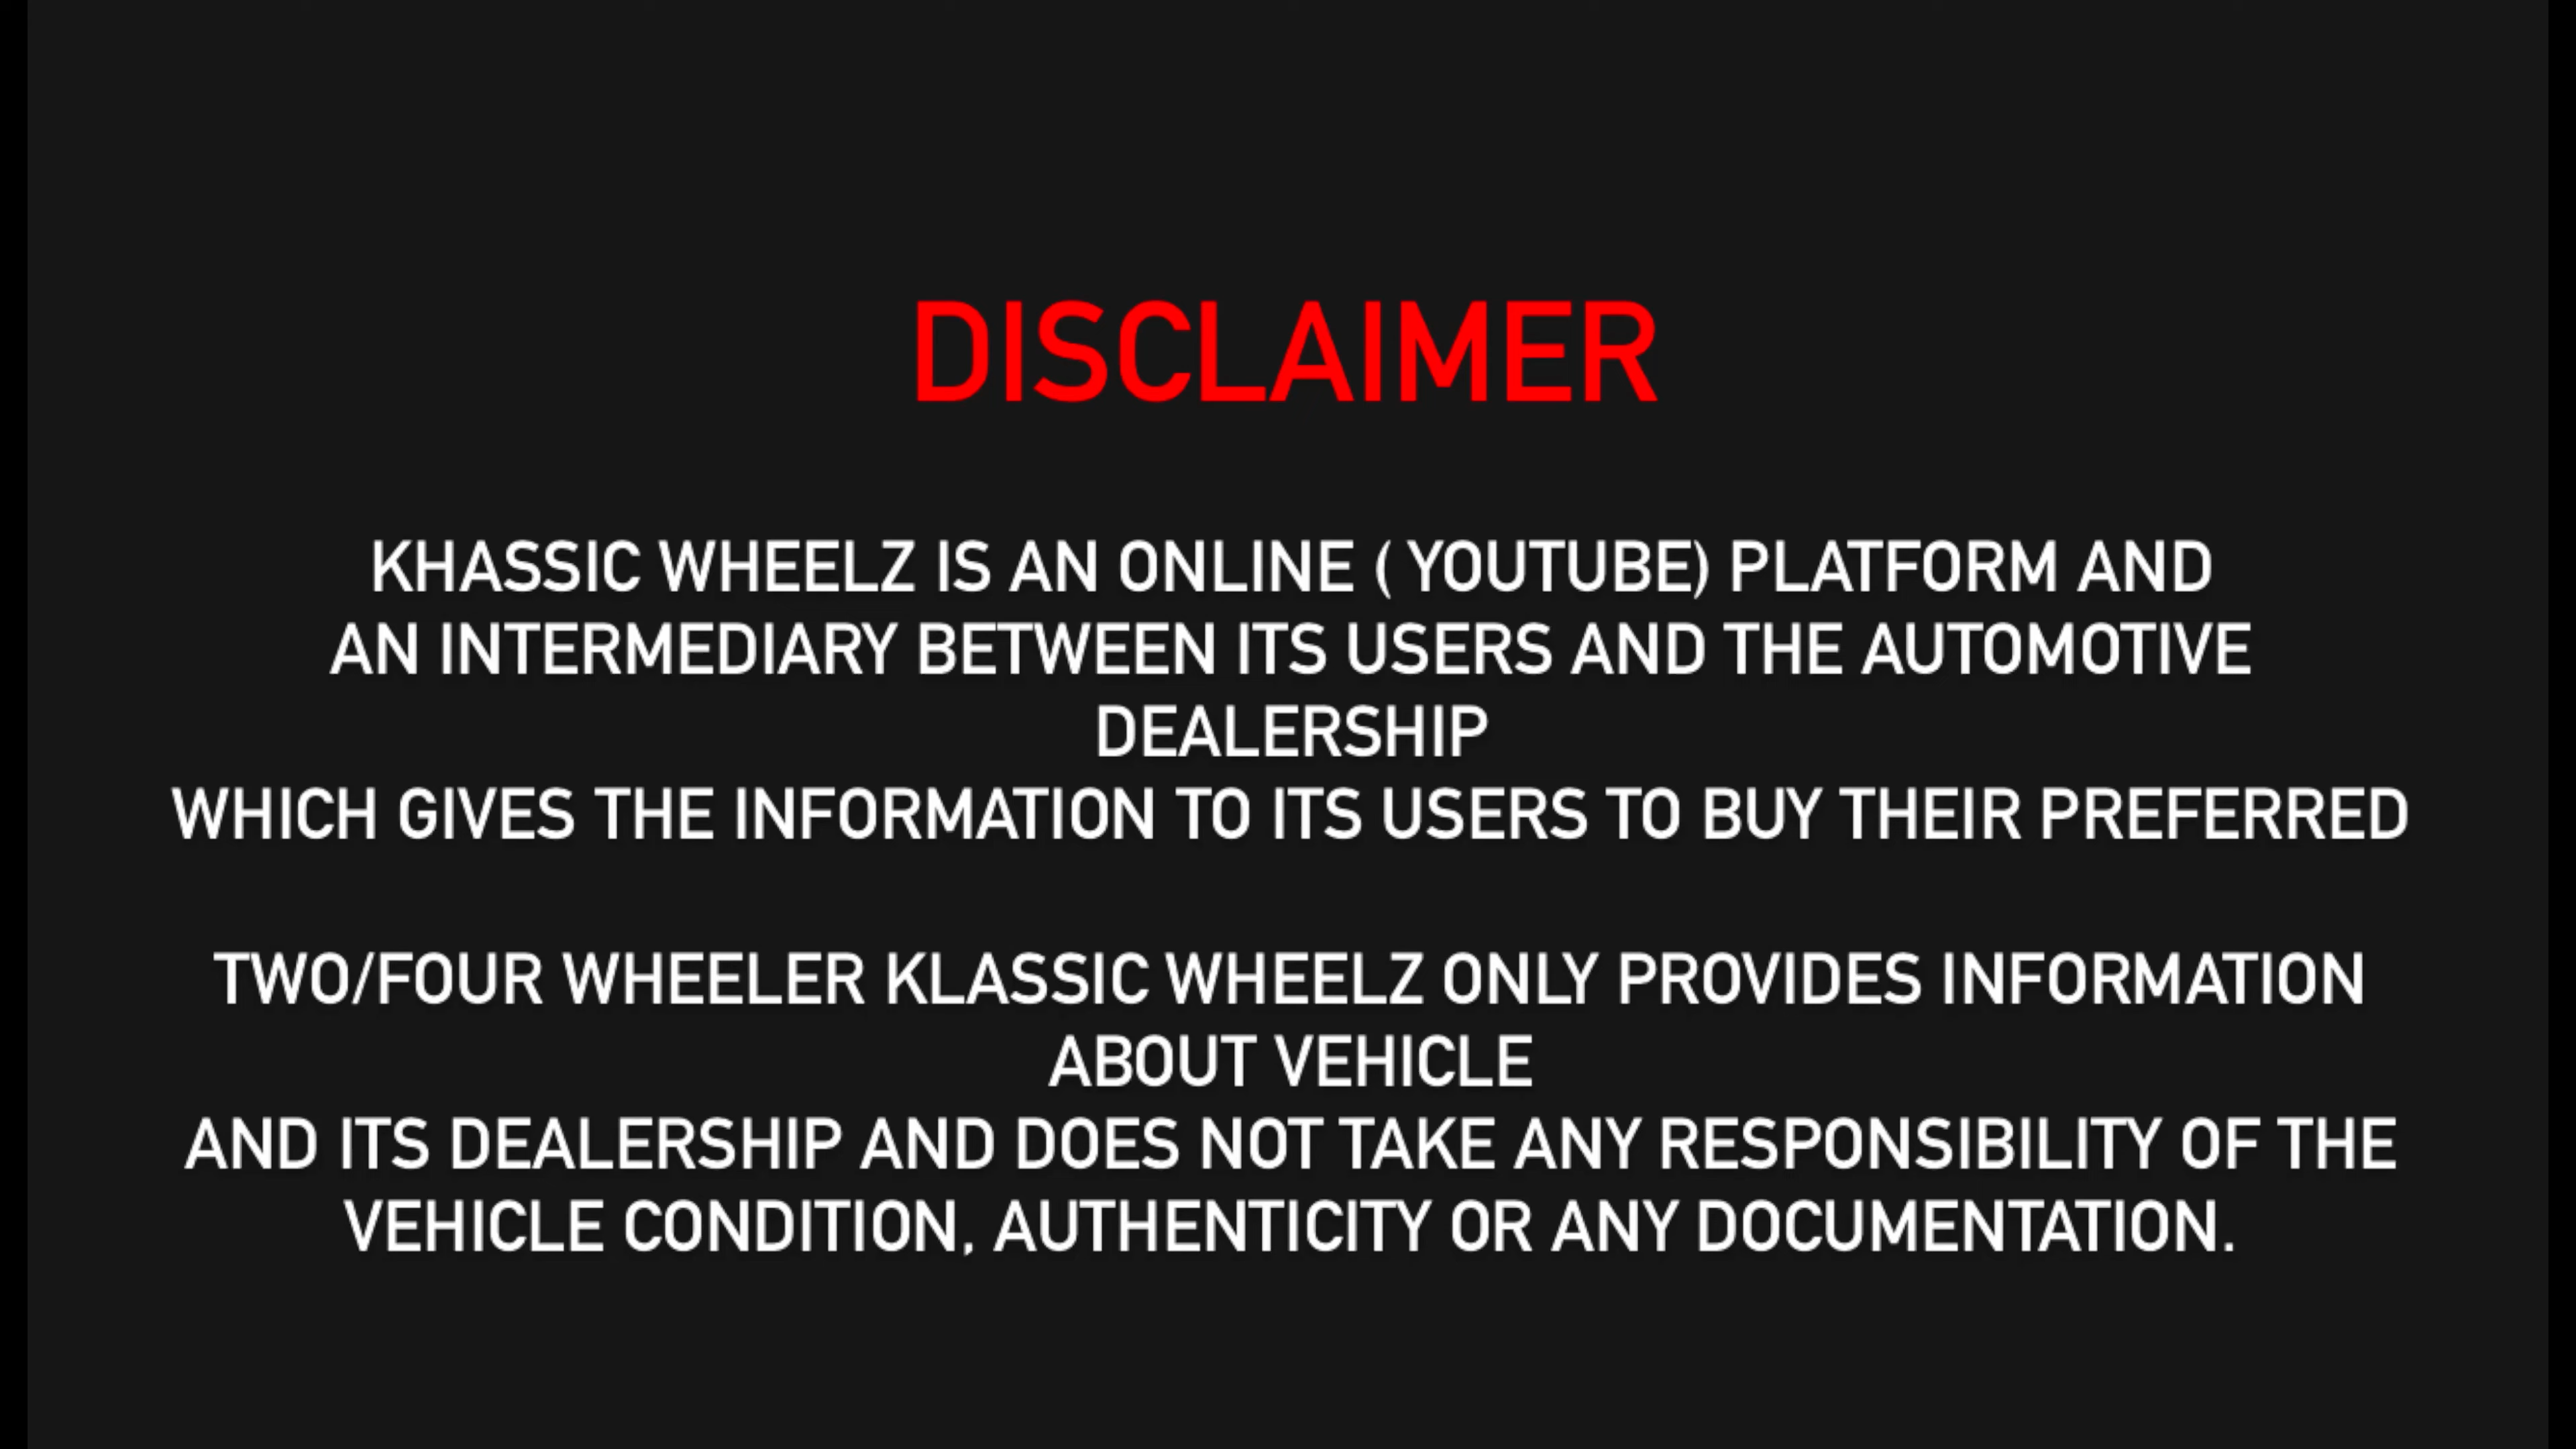 DISCLAIMER
KHASSIC WHEELZ IS AN ONLINE ( YOUTUBE) PLATFORM AND
AN INTERMEDIARY BETWEEN ITS USERS AND THE AUTOMOTIVE
DEALERSHIP
WHICH GIVES THE INFORMATION TO ITS USERS TO BUY THEIR PREFERRED
TWO/FOUR WHEELER KLASSIC WHEELZ ONLY PROVIDES INFORMATION
ABOUT VEHICLE
AND ITS DEALERSHIP AND DOES NOT TAKE ANY RESPONSIBILITY OF THE
VEHICLE CONDITION, AUTHENTICITY OR ANY DOCUMENTATION.